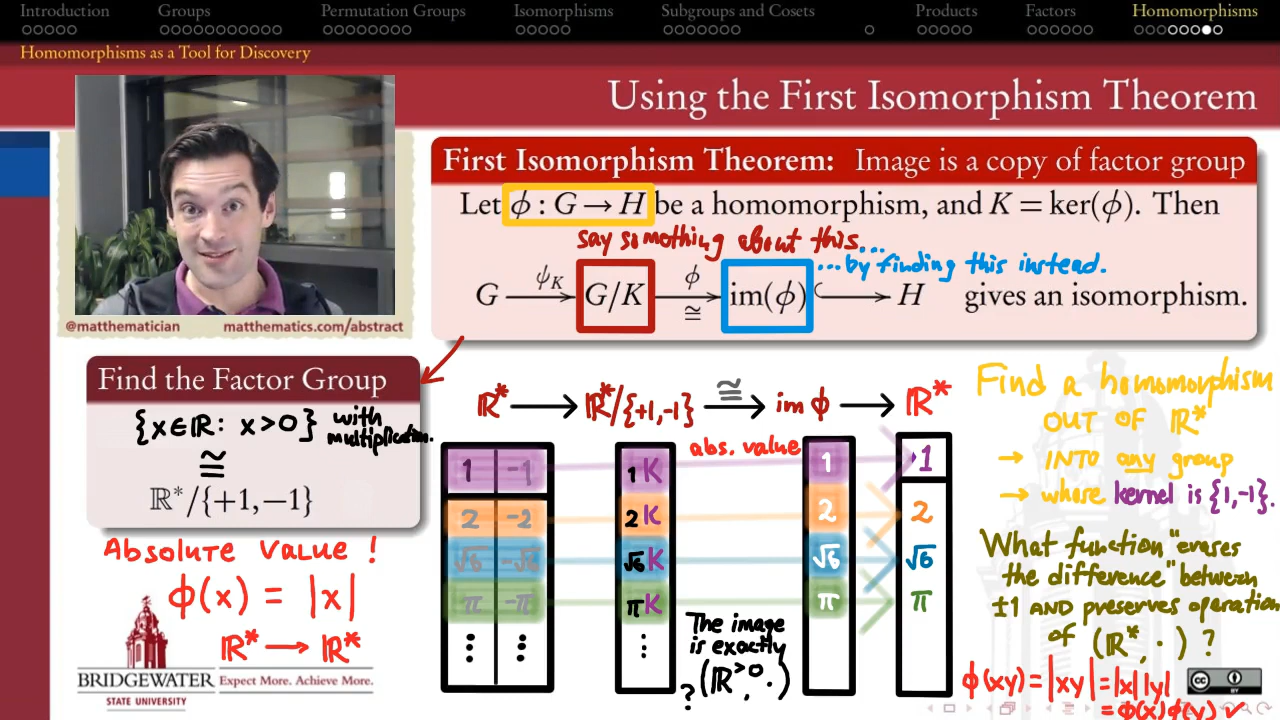 Introduction Groups Permutation Groups Isomorphisms Subgroups and Cosets Products Factors Homomorphisms
Homomorphisms as a Tool for Discovery
Using the First Isomorphism Theorem
@matthematician matthematics.com/abstract
First Isomorphism Theorem: Image is a copy of factor group
Let ϕ : G → H be a homomorphism, and K = ker(ϕ). Then
say something about this...
...by finding this instead.
G —ψ_K→ G/K —ϕ ≅→ im(ϕ) ↪ H gives an isomorphism.
Find the Factor Group
{x∈ℝ: x>0} with multiplication.
≅
ℝ*/{+1, −1}
Absolute Value!
ϕ(x) = |x|
ℝ* → ℝ*
BRIDGEWATER
STATE UNIVERSITY
Expect More. Achieve More.
ℝ* → ℝ*/{+1,-1} ≅→ im ϕ → ℝ*
abs. value
1 -1 1K 1 1
2 -2 2K 2 2
√6 -√6 √6K √6 √6
π -π πK π π
⋮ ⋮ ⋮
The image
is exactly
(ℝ>0, ·)
?
Find a homomorphism
OUT OF ℝ*
→ INTO any group
→ whose kernel is {1,-1}.
What function "erases
the difference" between
±1 AND preserves operation
of (ℝ*, ·)?
ϕ(xy) = |xy| = |x||y|
= ϕ(x)ϕ(y) ✓
cc BY